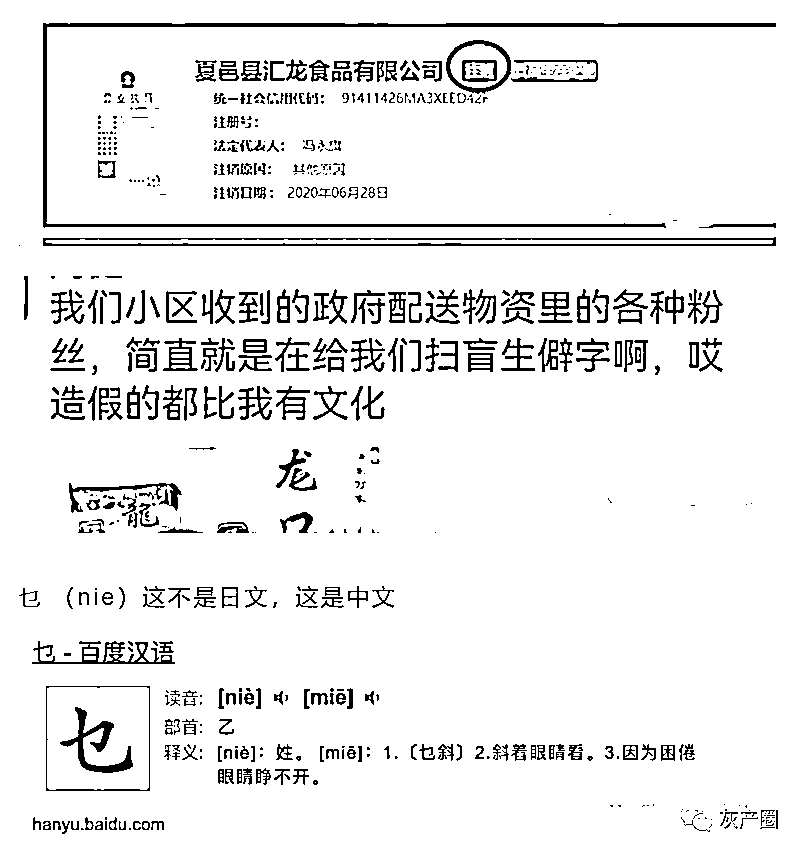 夏邑县汇龙食品有限公司
统一社会信用代码： 91411426MA3XEED42F
注册号：
法定代表人：
注销原因： 其他原因
注销日期： 2020年06月28日
我们小区收到的政府配送物资里的各种粉
丝，简直就是在给我们扫盲生僻字啊，哎
造假的都比我有文化
龙
龍
口
乜 （nie）这不是日文，这是中文
乜 - 百度汉语
乜
读音： [niè] [miē]
部首： 乙
释义： [niè]：姓。 [miē]：1.〔乜斜〕2.斜着眼睛看。3.因为困倦
眼睛睁不开。
hanyu.baidu.com
灰产圈